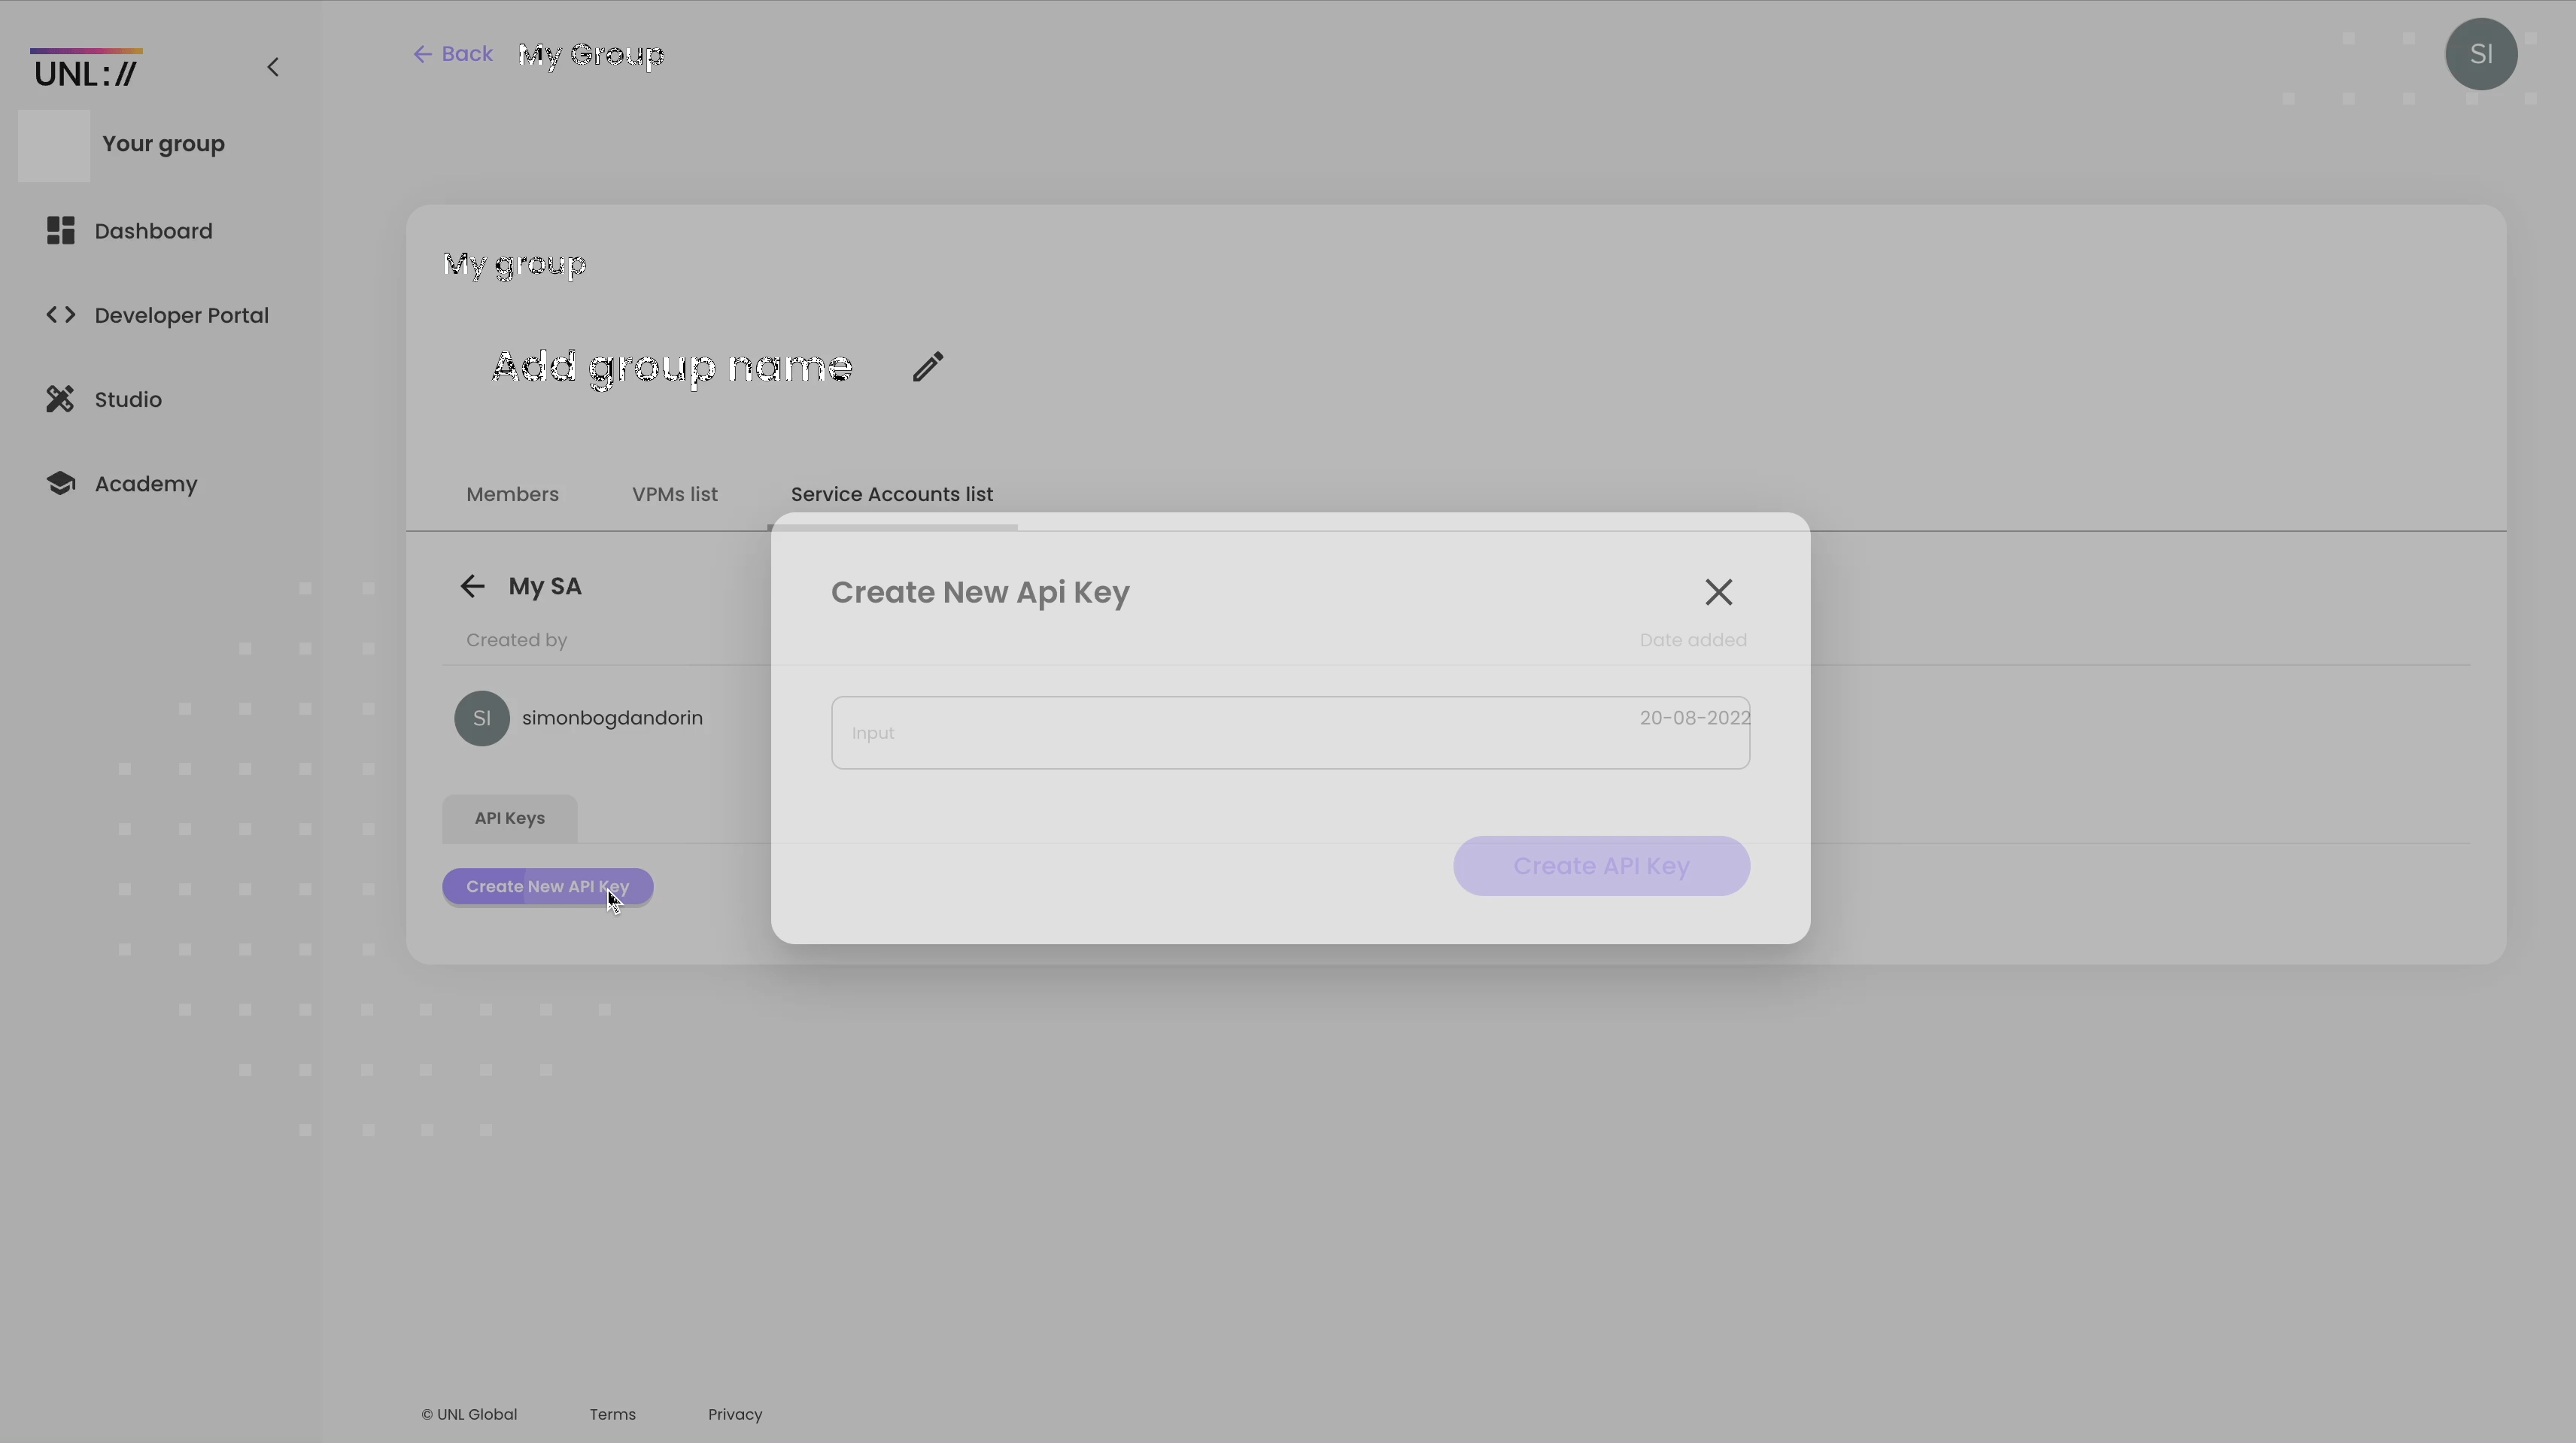 UNL://
← Back My Group
SI
Your group
Dashboard
Developer Portal
Studio
Academy
My group
Add group name
Members VPMs list Service Accounts list
My SA
Created by
SI simonbogdandorin
API Keys
Create New API Key
Create New Api Key
Date added
20-08-2022
Input
Create API Key
© UNL Global Terms Privacy